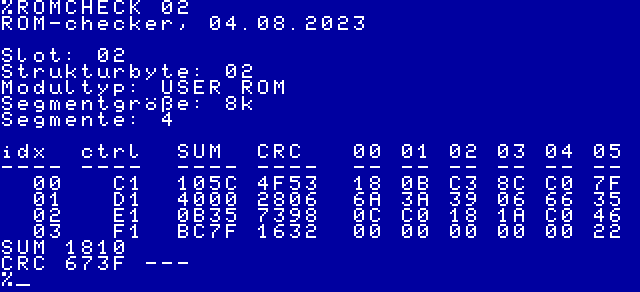 %ROMCHECK 02
ROM-checker, 04.08.2023
Slot: 02
Strukturbyte: 02
Modultyp: USER ROM
Segmentgröße: 8k
Segmente: 4
idx ctrl SUM CRC 00 01 02 03 04 05
---- ---- ---- ---- -- -- -- -- -- --
00 C1 105C 4F53 18 0B C3 8C C0 7F
01 D1 4000 2806 6A 3A 39 06 66 35
02 E1 0B35 7398 0C C0 18 1A C0 46
03 F1 BC7F 1632 00 00 00 00 00 22
SUM 1810
CRC 673F ---
%_